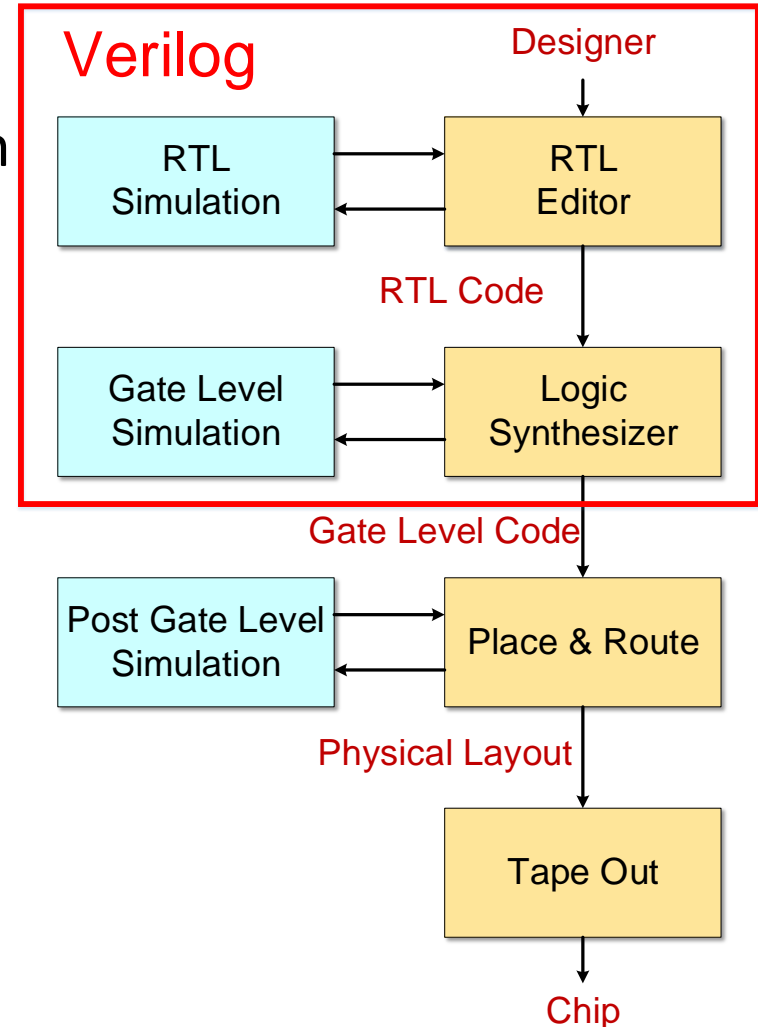 Verilog
Designer
n
RTL
Simulation
RTL
Editor
RTL Code
Gate Level
Simulation
Logic
Synthesizer
Gate Level Code
Post Gate Level
Simulation
Place & Route
Physical Layout
Tape Out
Chip